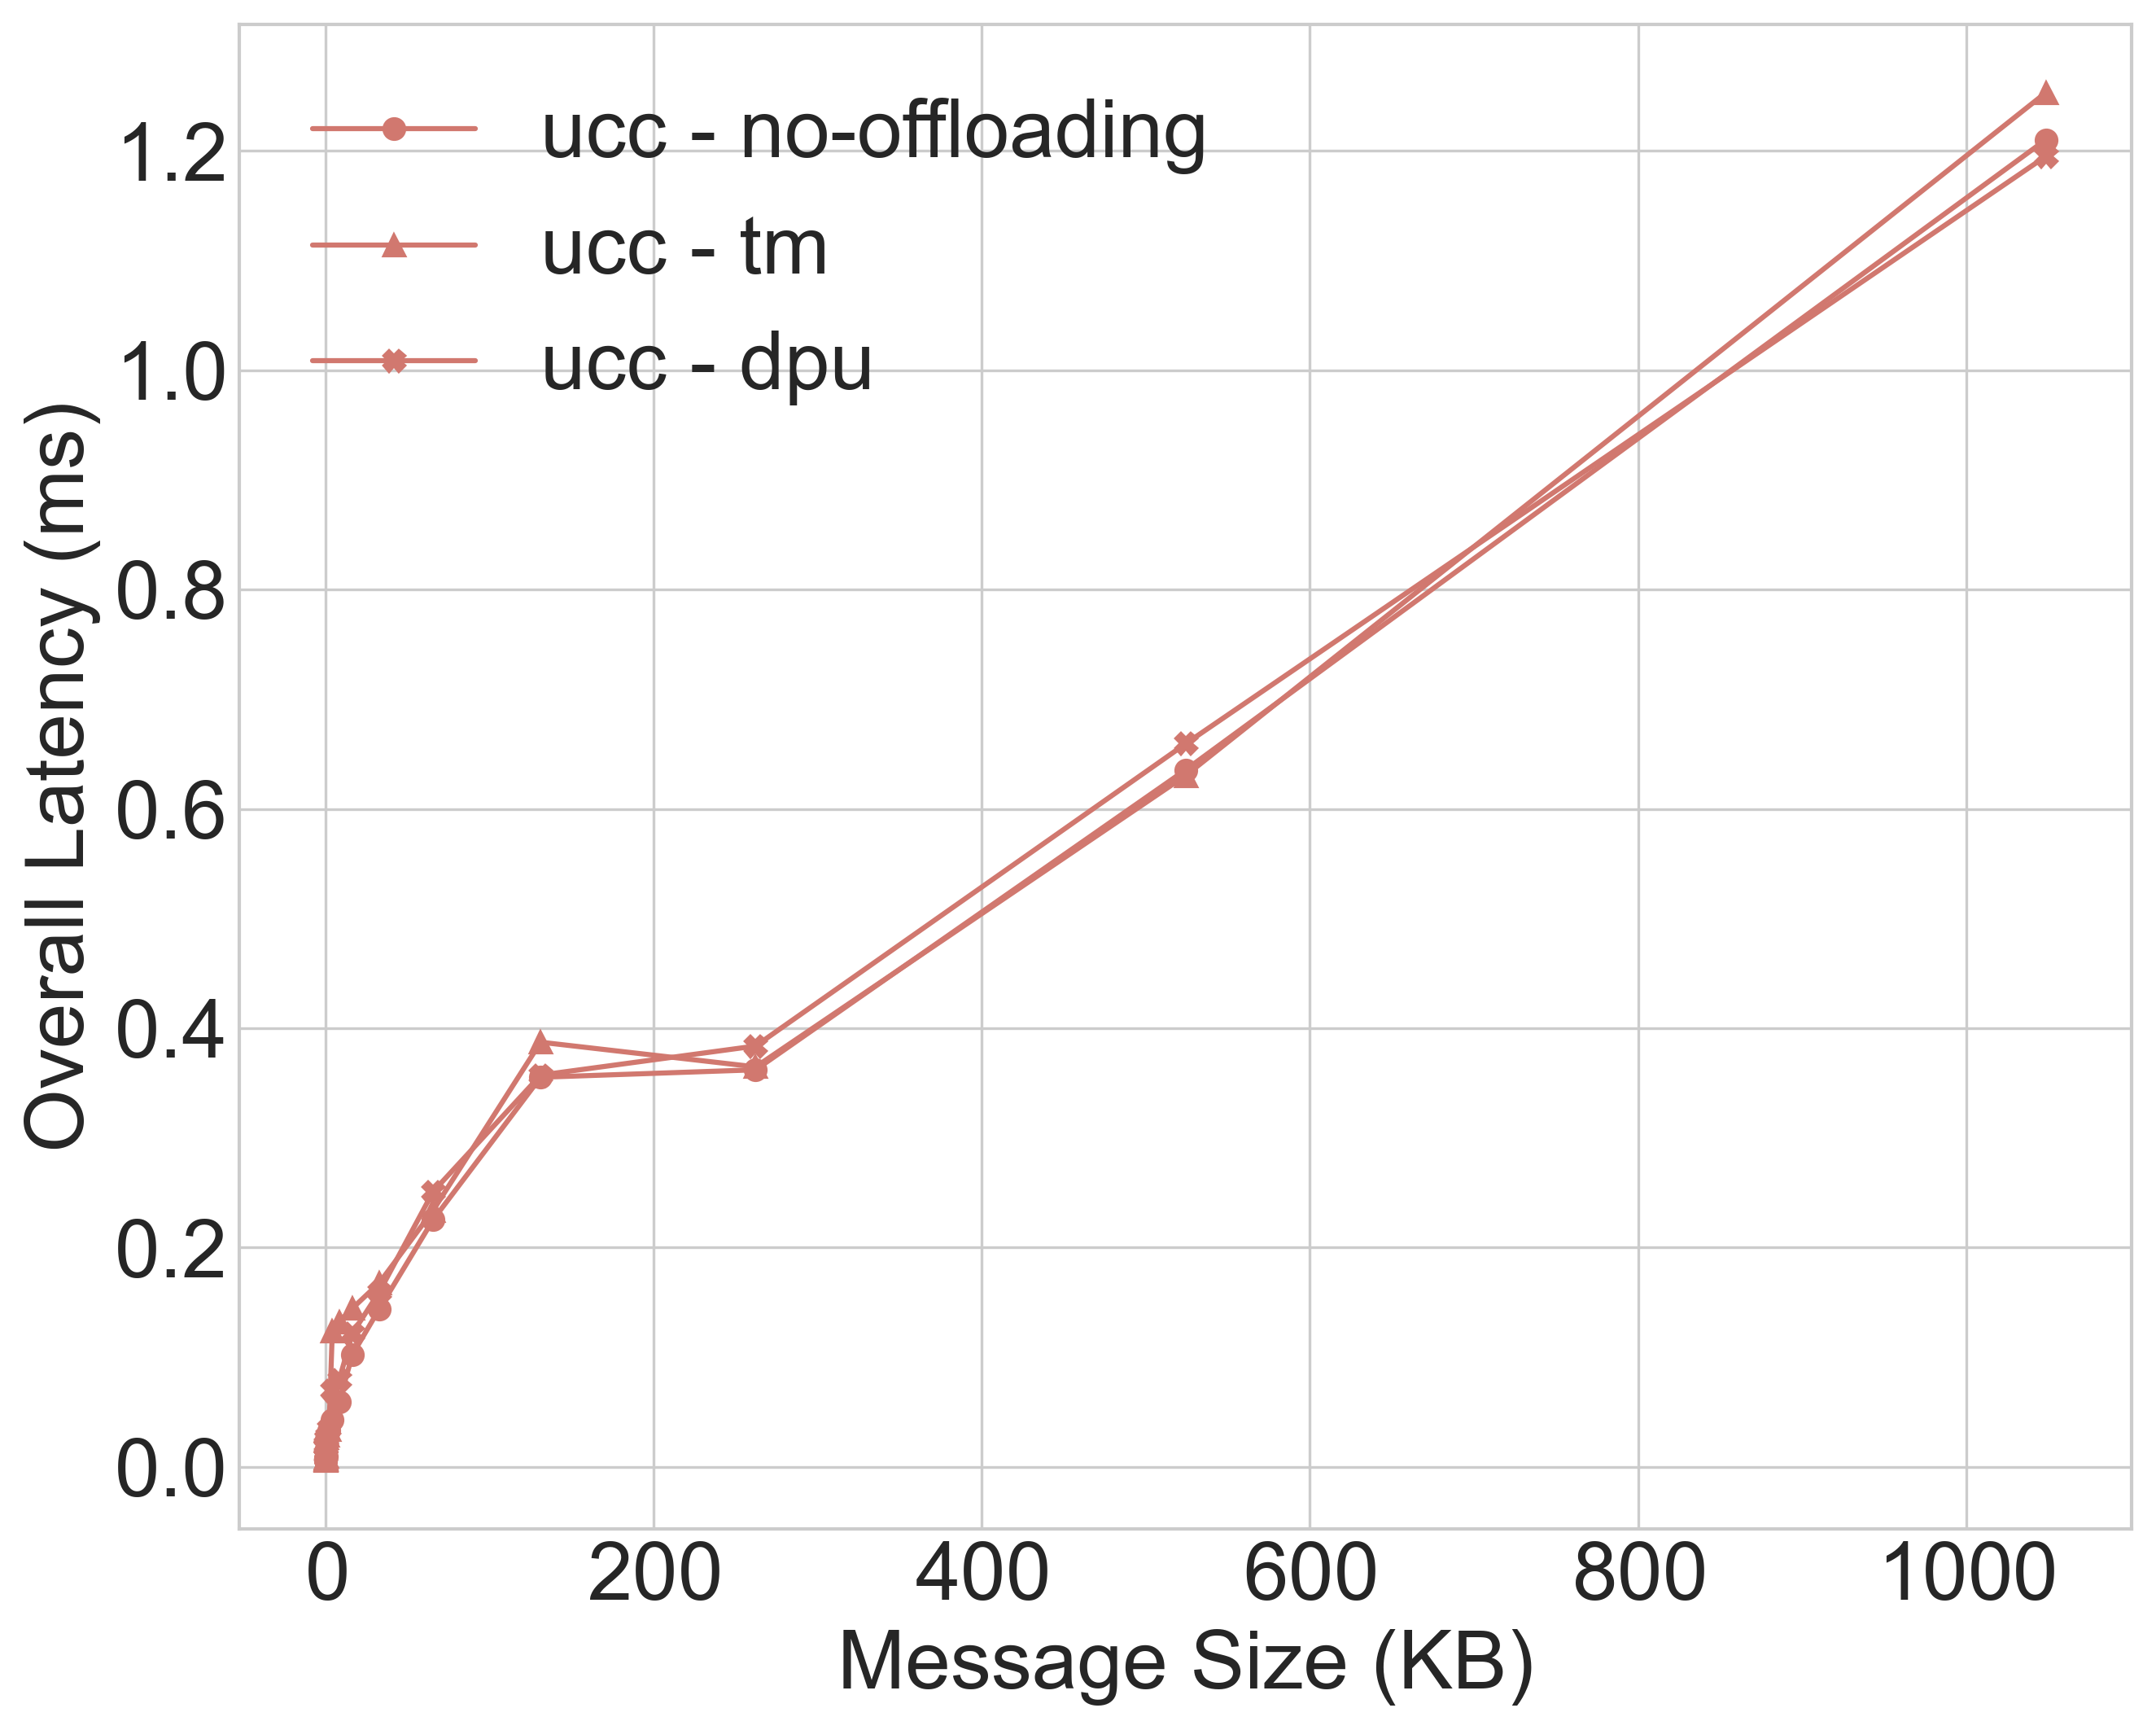 ucc - no-offloading
ucc - tm
ucc - dpu
Overall Latency (ms)
1.2
1.0
0.8
0.6
0.4
0.2
0.0
0 200 400 600 800 1000
Message Size (KB)